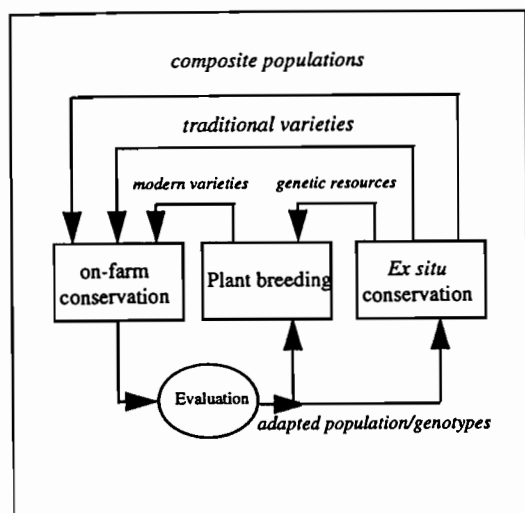 composite populations
traditional varieties
modern varieties
genetic resources
on-farm
conservation
Plant breeding
Ex situ
conservation
Evaluation
adapted population/genotypes